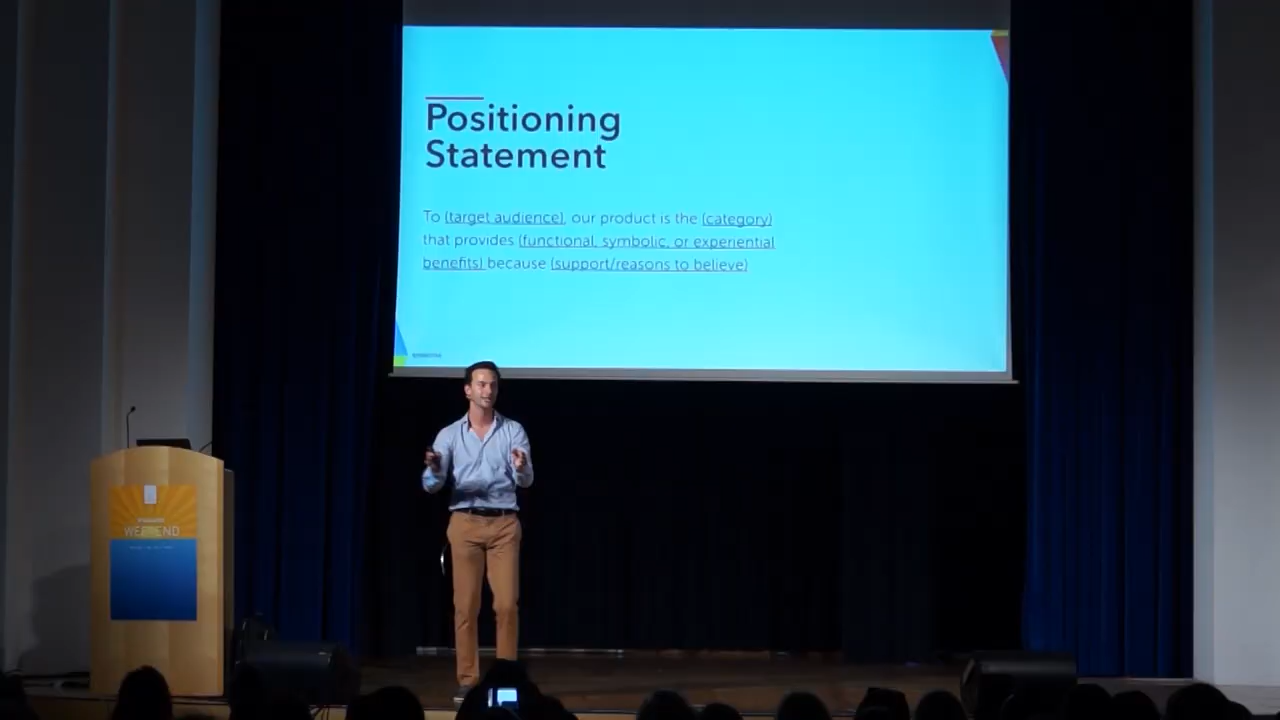 Positioning
Statement
To (target audience), our product is the (category)
that provides (functional, symbolic, or experiential
benefits) because (support/reasons to believe)
WEEKEND